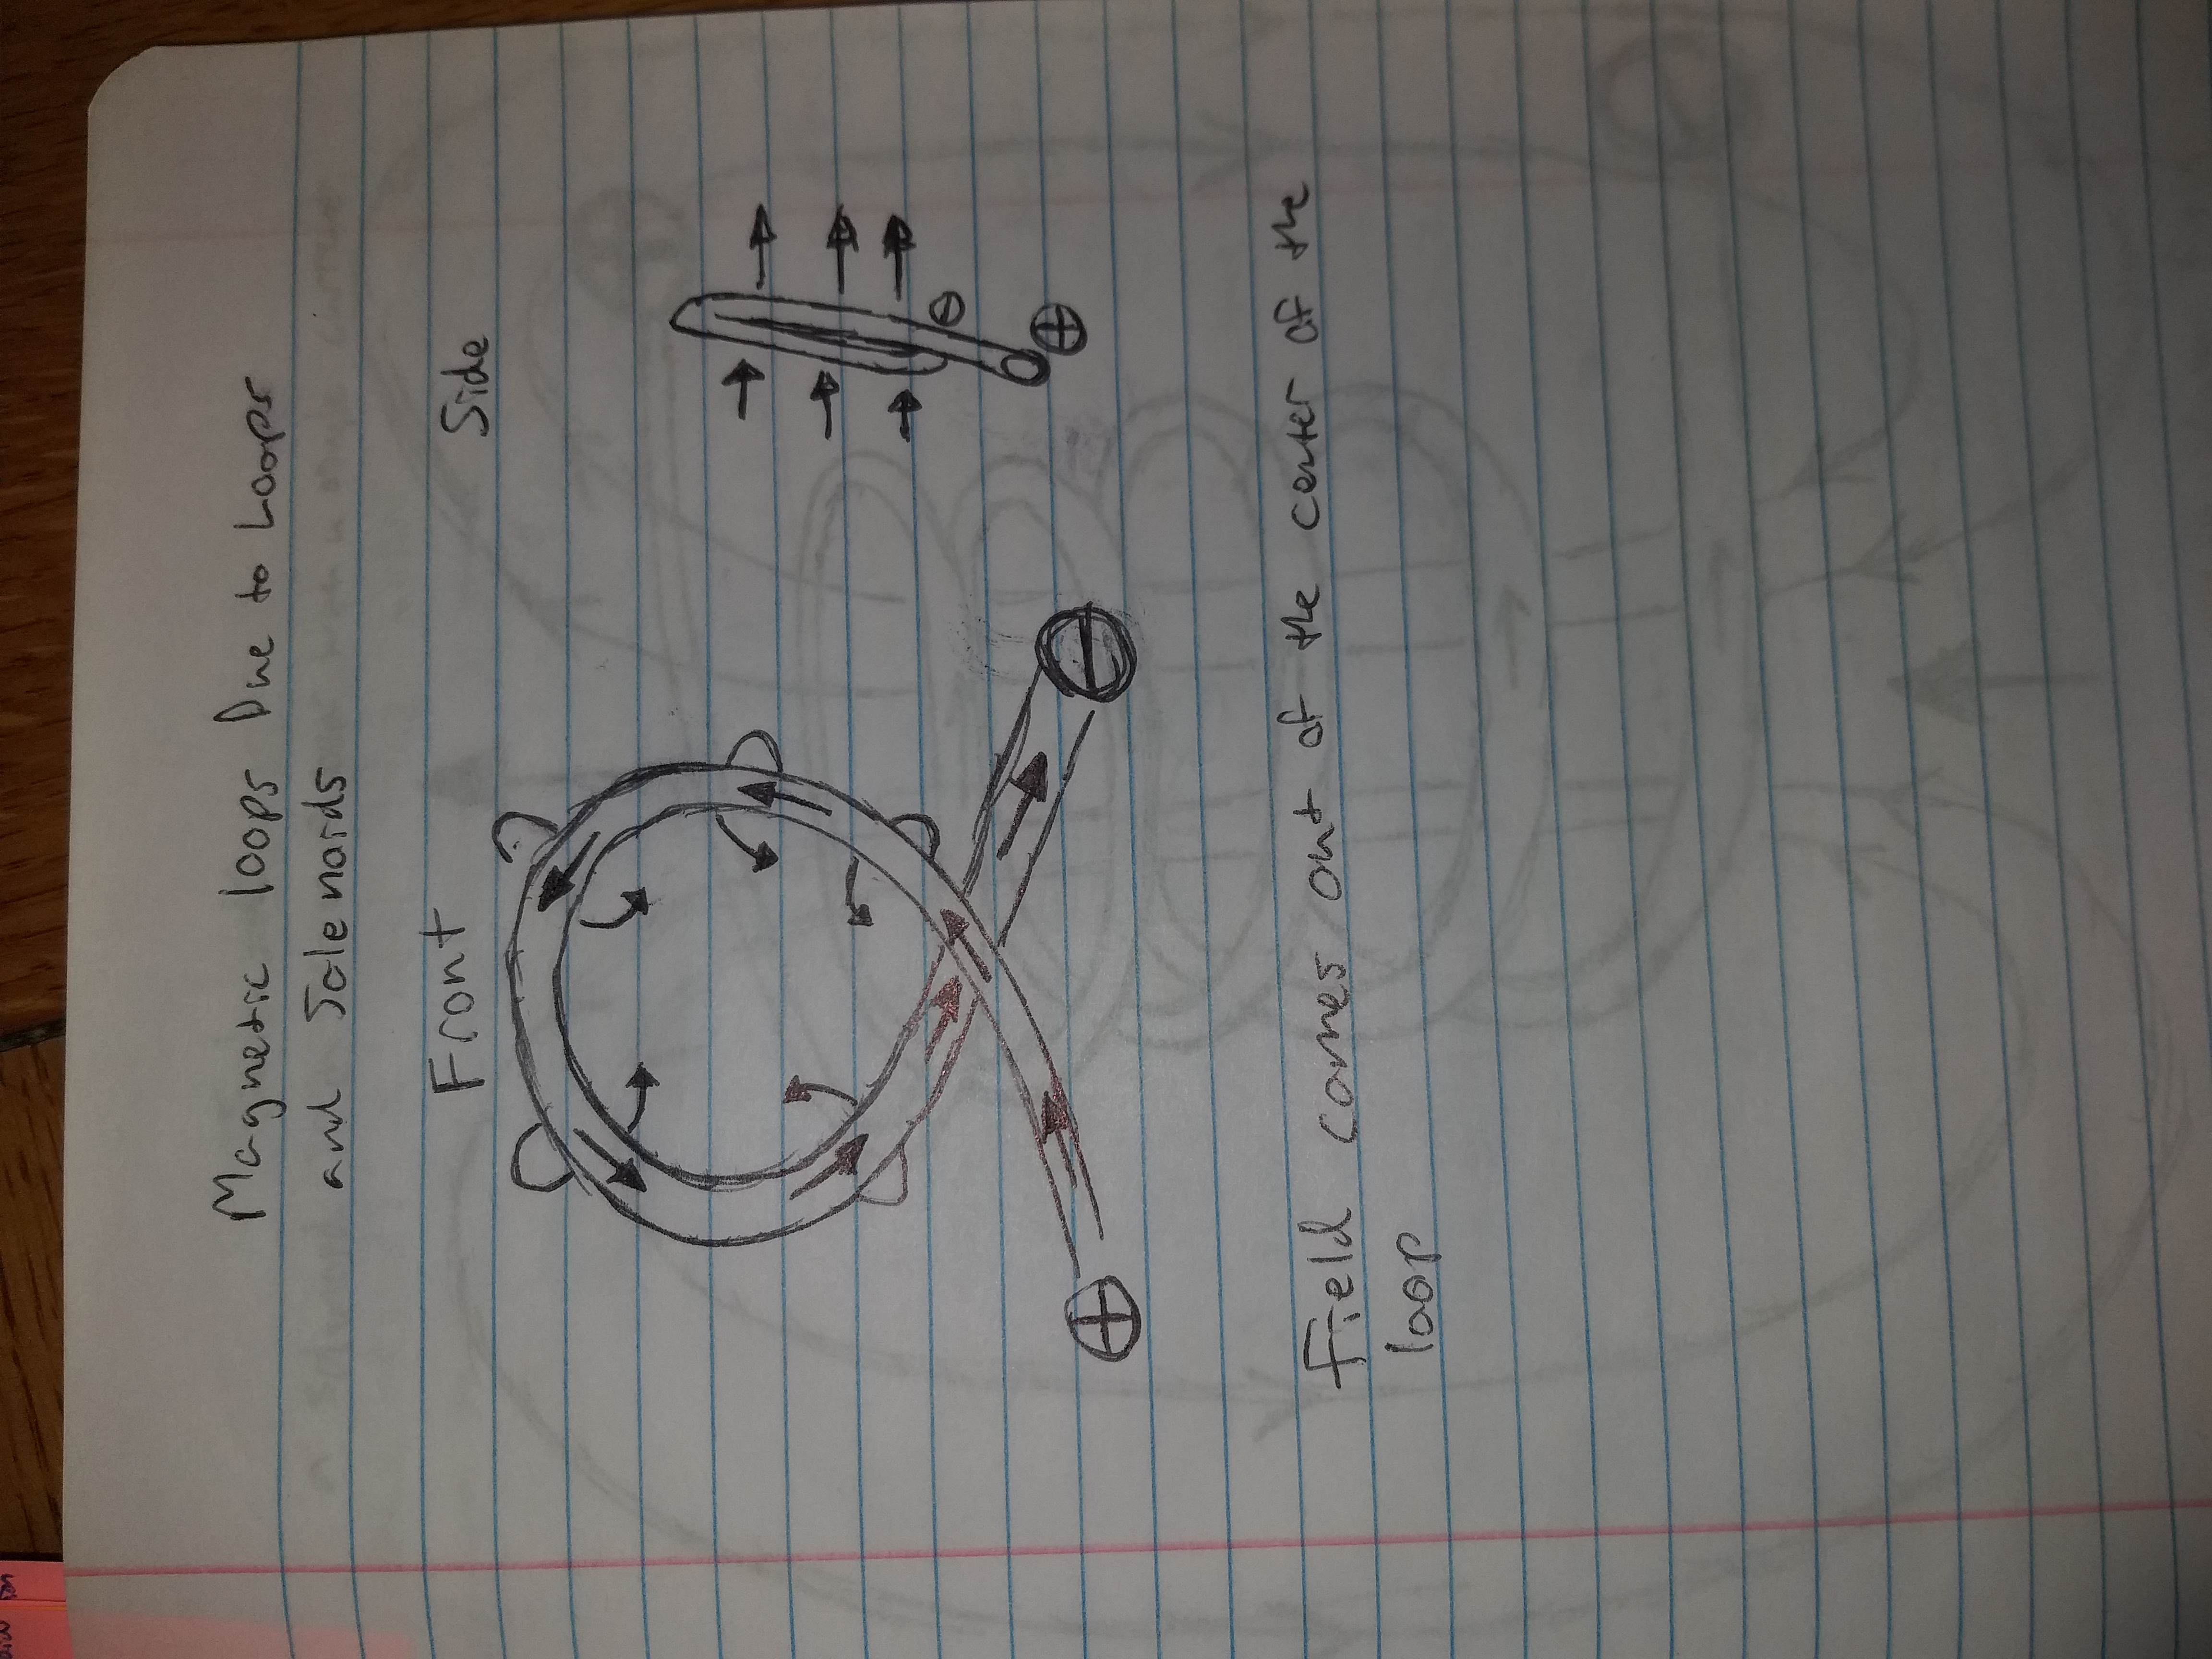 Magnetic loops Due to Loops
and Solenoids
Front
Side
+
-
-
+
Field comes out of the center of the
loop